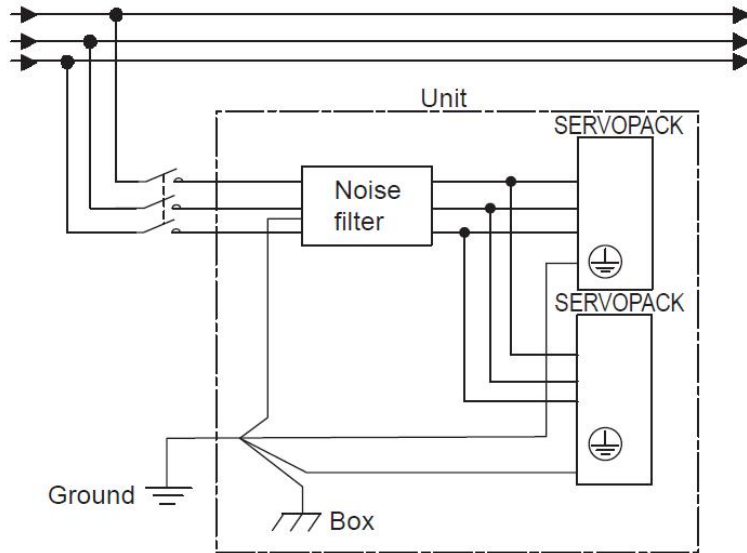 Unit
SERVOPACK
Noise
filter
SERVOPACK
Ground
Box